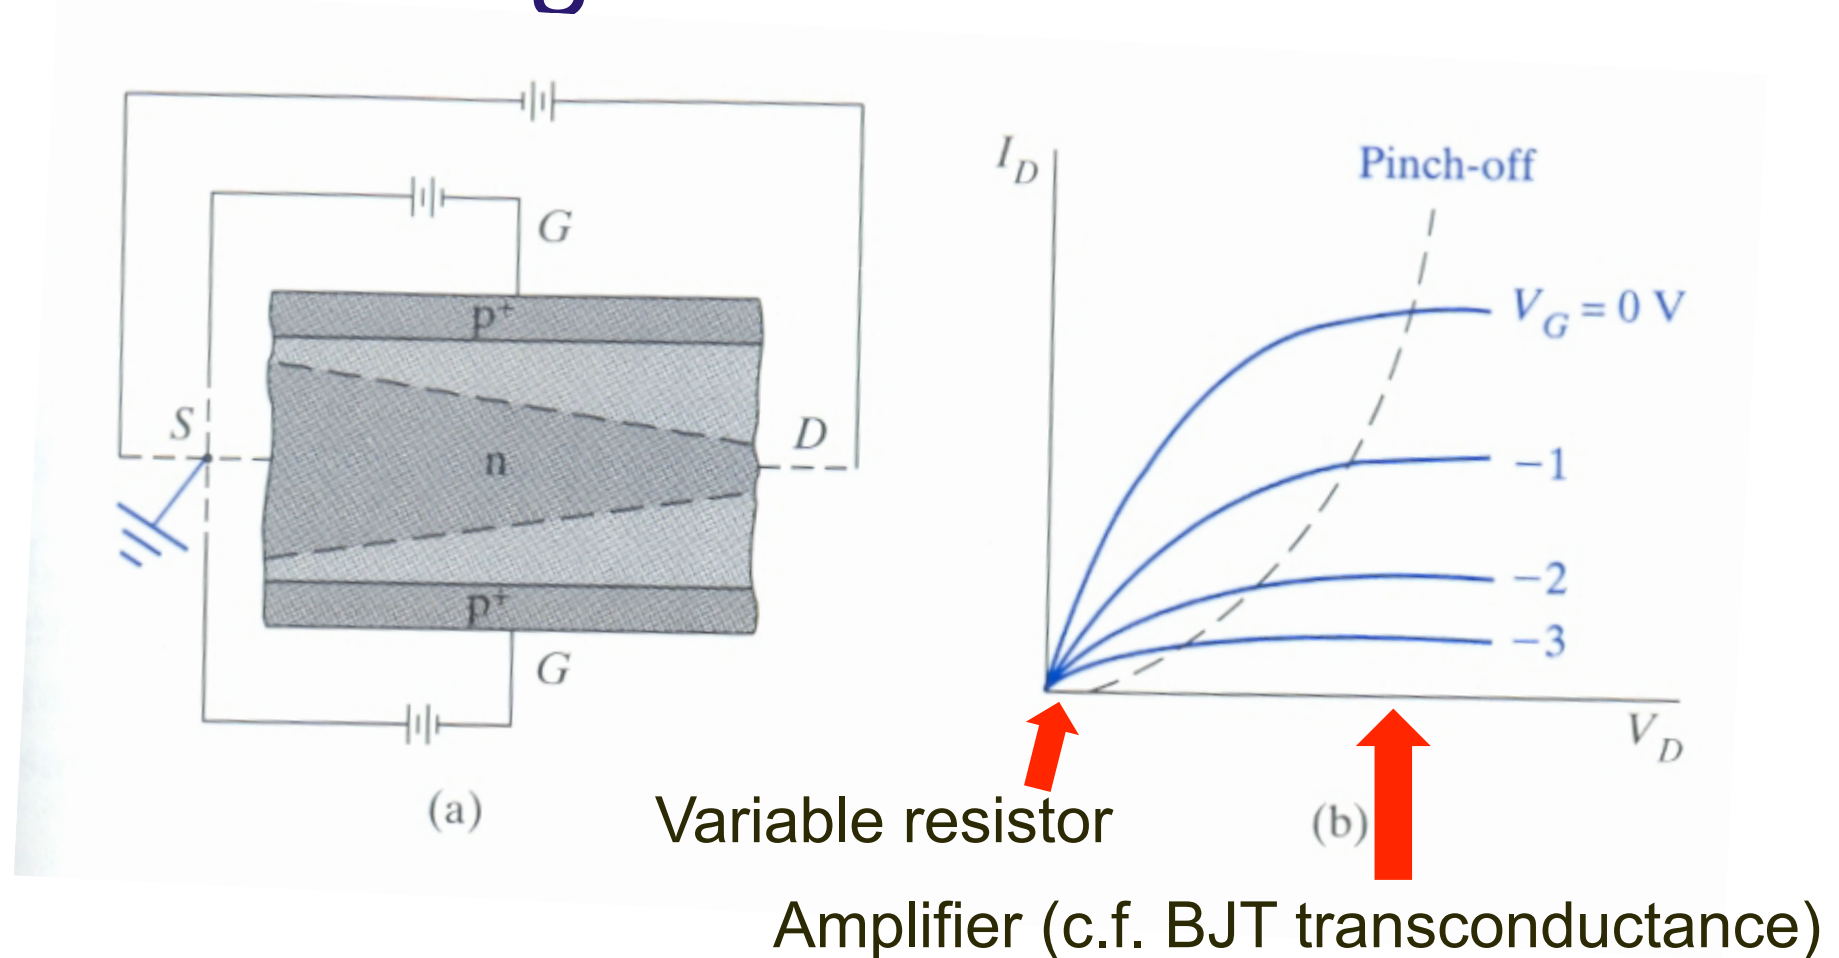 G
p⁺
S
D
n
p⁺
G
(a)
I_D
Pinch-off
V_G = 0 V
−1
−2
−3
V_D
(b)
Variable resistor
Amplifier (c.f. BJT transconductance)